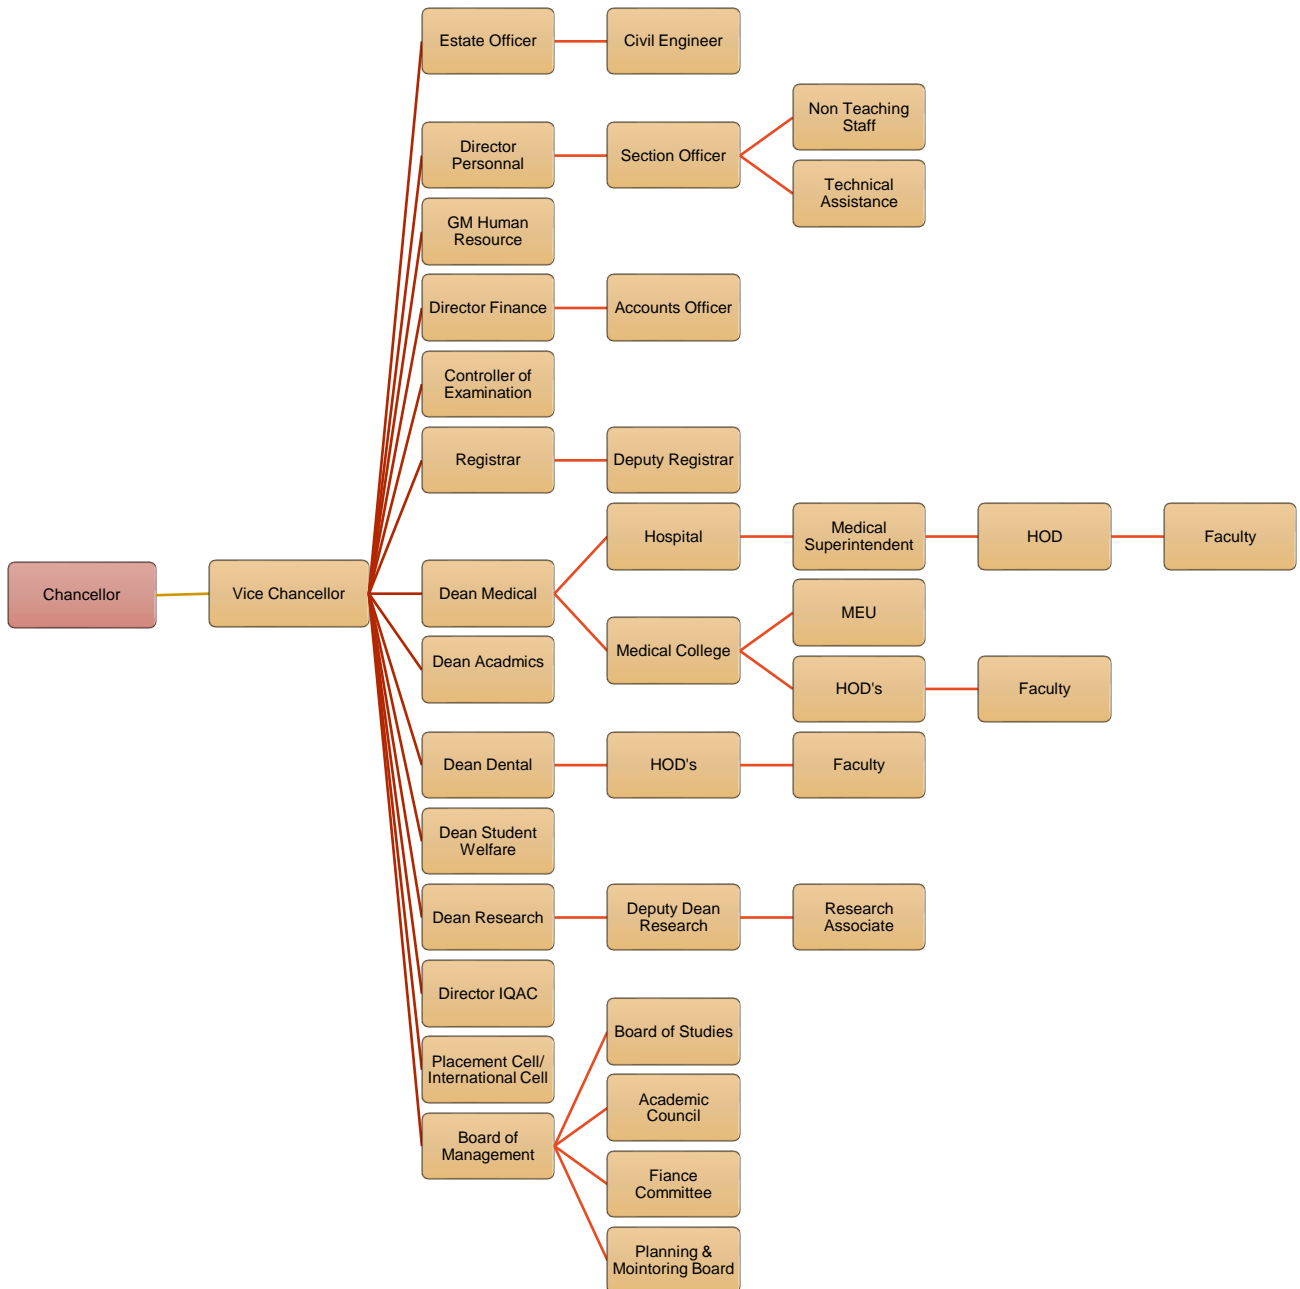 Estate Officer
Civil Engineer
Non Teaching
Staff
Director
Personnal
Section Officer
Technical
Assistance
GM Human
Resource
Director Finance
Accounts Officer
Controller of
Examination
Registrar
Deputy Registrar
Hospital
Medical
Superintendent
HOD
Faculty
Chancellor
Vice Chancellor
Dean Medical
MEU
Medical College
Dean Acadmics
HOD's
Faculty
Dean Dental
HOD's
Faculty
Dean Student
Welfare
Dean Research
Deputy Dean
Research
Research
Associate
Director IQAC
Board of Studies
Placement Cell/
International Cell
Academic
Council
Board of
Management
Fiance
Committee
Planning &
Mointoring Board